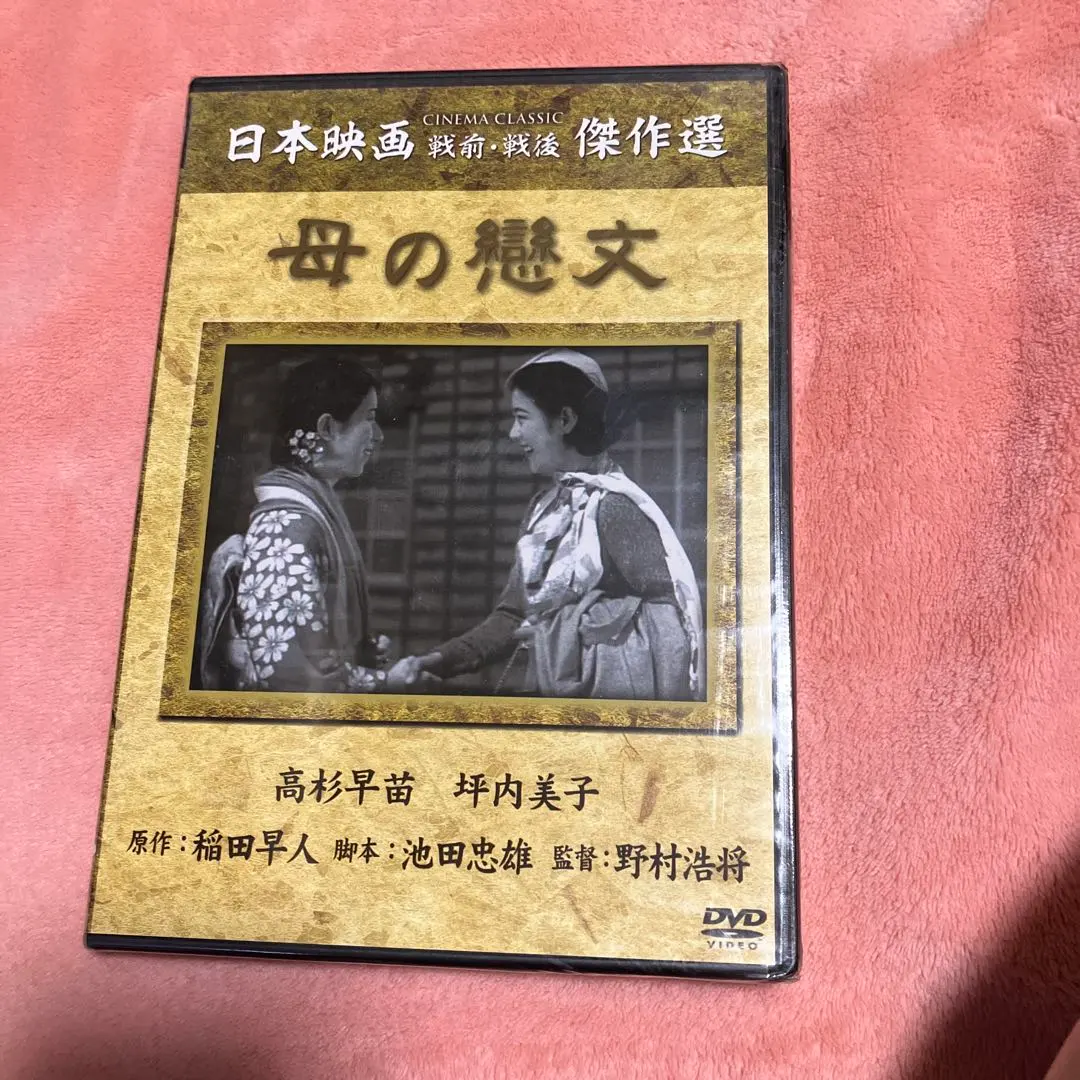 CINEMA CLASSIC
日本映画 戦前・戦後 傑作選
母の戀文
高杉早苗 坪内美子
原作:稲田早人 脚本:池田忠雄 監督:野村浩将
DVD
VIDEO